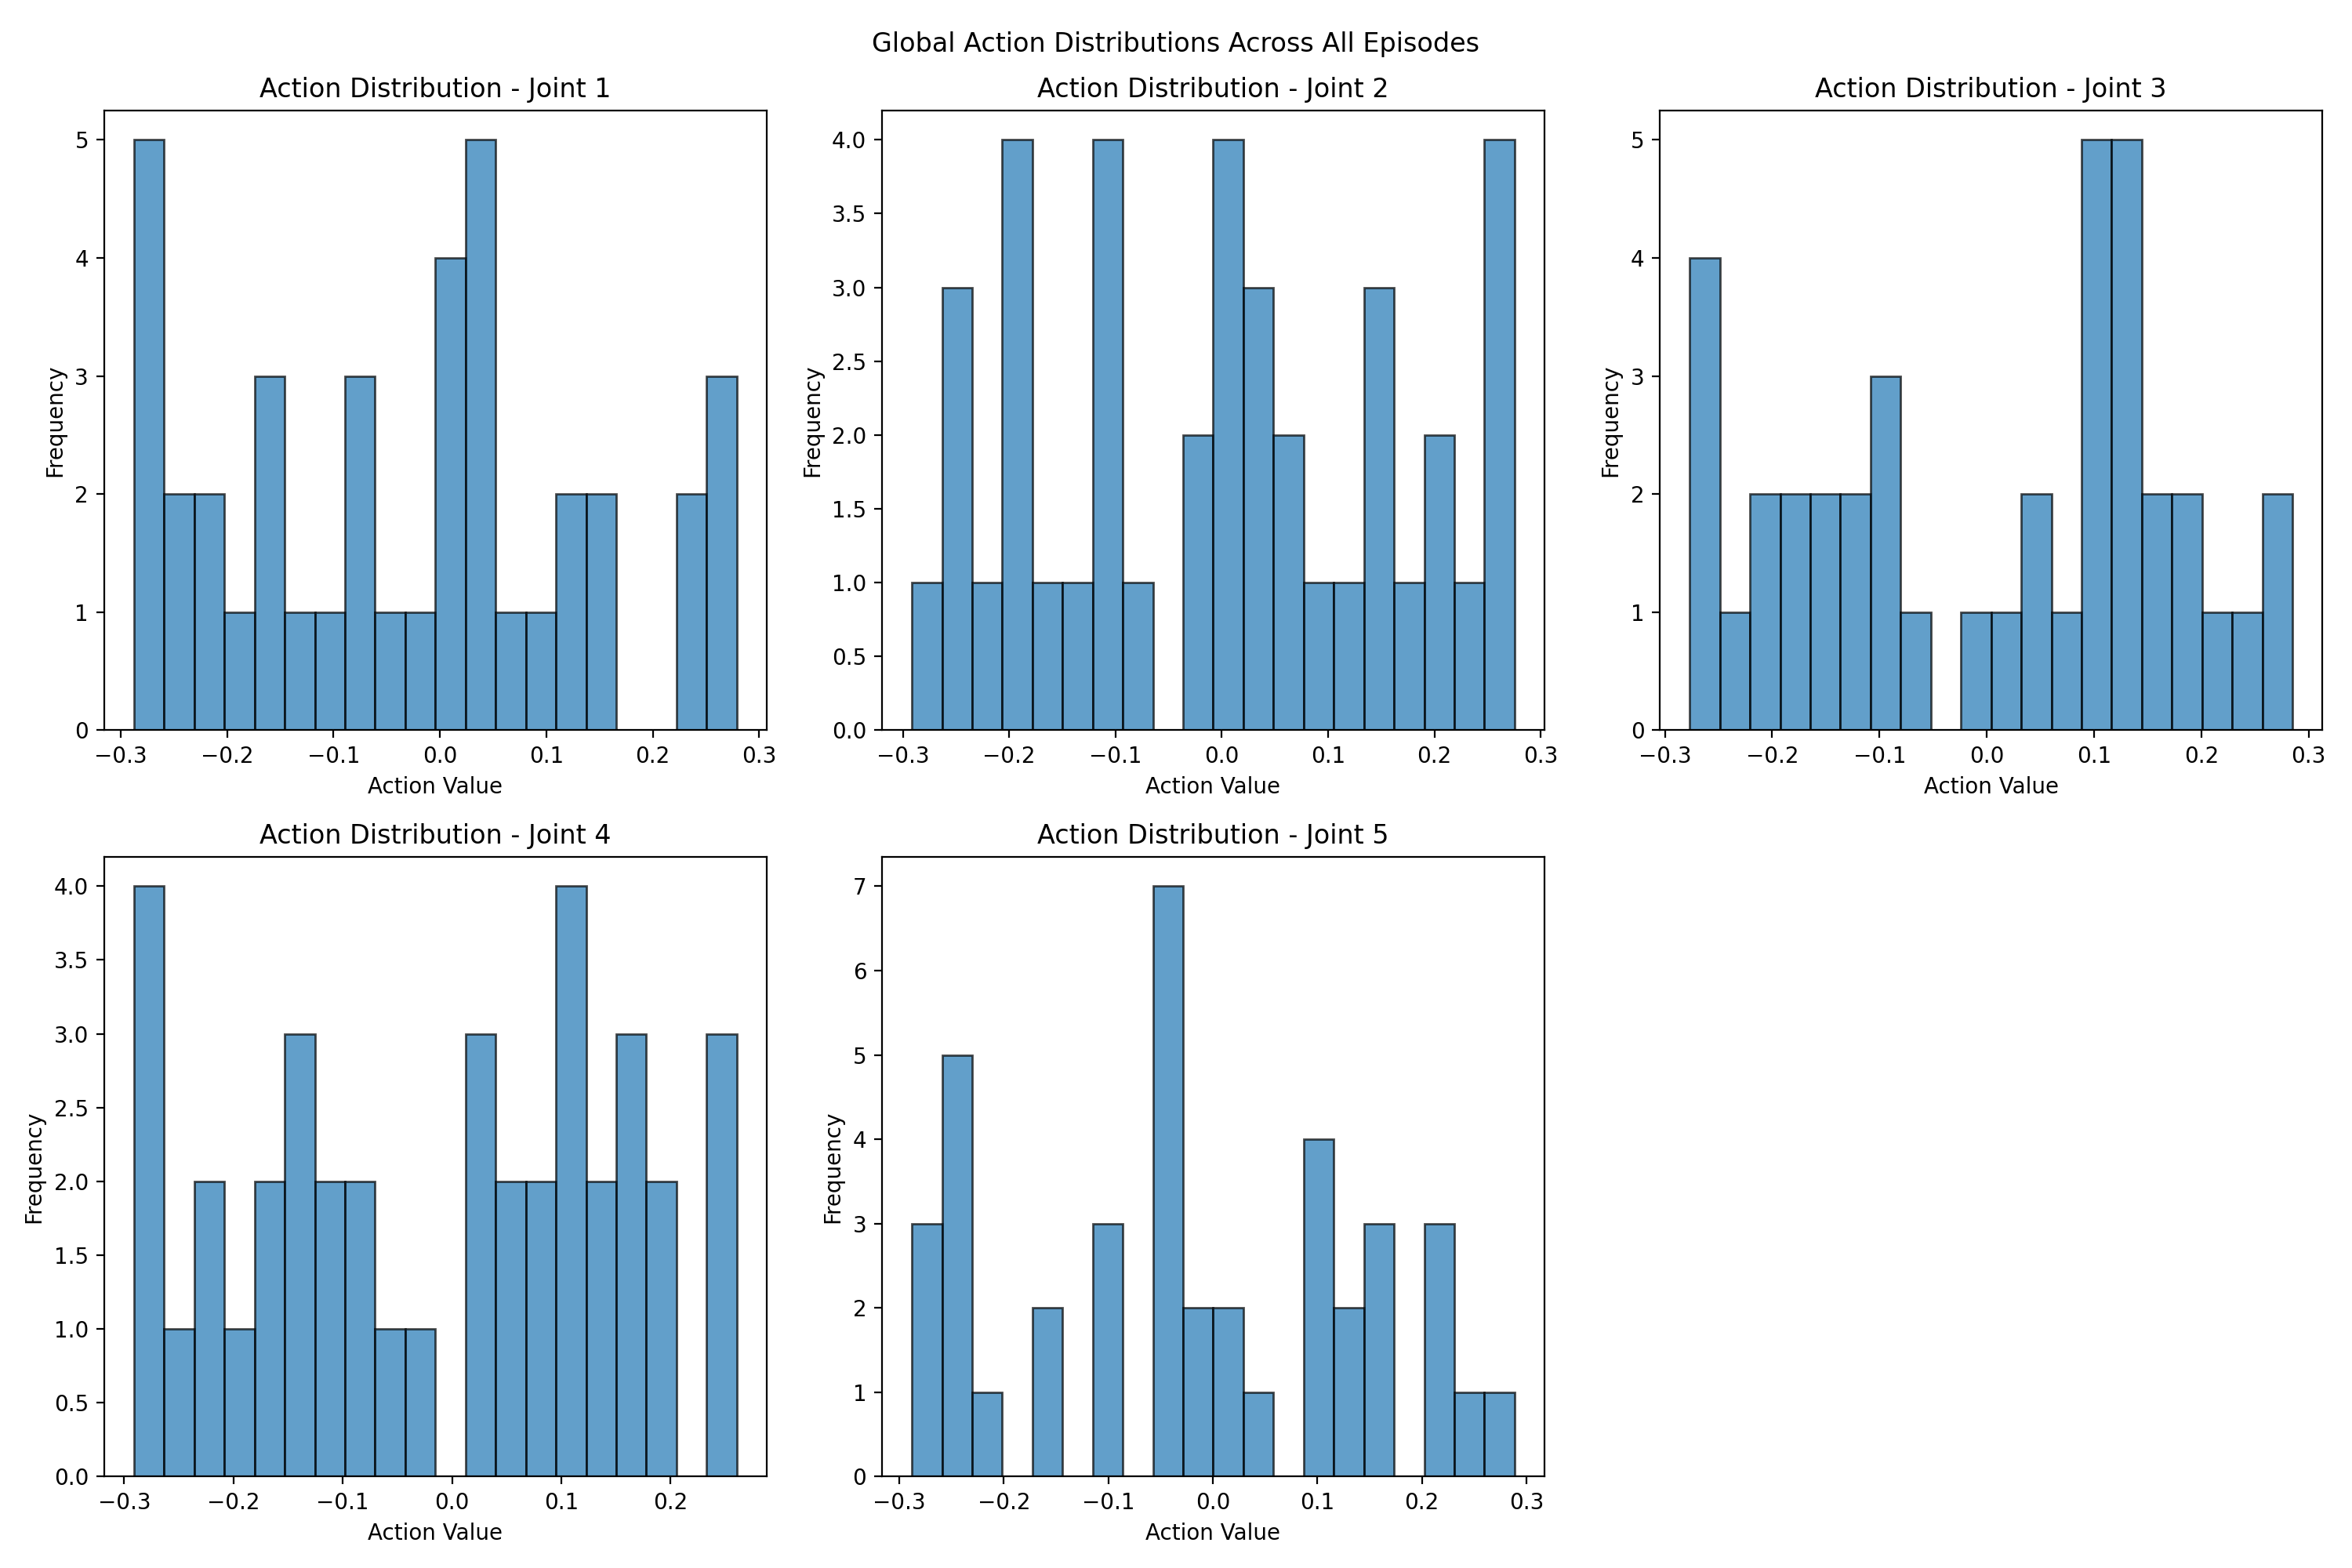 Global Action Distributions Across All Episodes
Action Distribution - Joint 1
5
4
3
2
1
0
Frequency
−0.3 −0.2 −0.1 0.0 0.1 0.2 0.3
Action Value
Action Distribution - Joint 2
4.0
3.5
3.0
2.5
2.0
1.5
1.0
0.5
0.0
Frequency
−0.3 −0.2 −0.1 0.0 0.1 0.2 0.3
Action Value
Action Distribution - Joint 3
5
4
3
2
1
0
Frequency
−0.3 −0.2 −0.1 0.0 0.1 0.2 0.3
Action Value
Action Distribution - Joint 4
4.0
3.5
3.0
2.5
2.0
1.5
1.0
0.5
0.0
Frequency
−0.3 −0.2 −0.1 0.0 0.1 0.2
Action Value
Action Distribution - Joint 5
7
6
5
4
3
2
1
0
Frequency
−0.3 −0.2 −0.1 0.0 0.1 0.2 0.3
Action Value